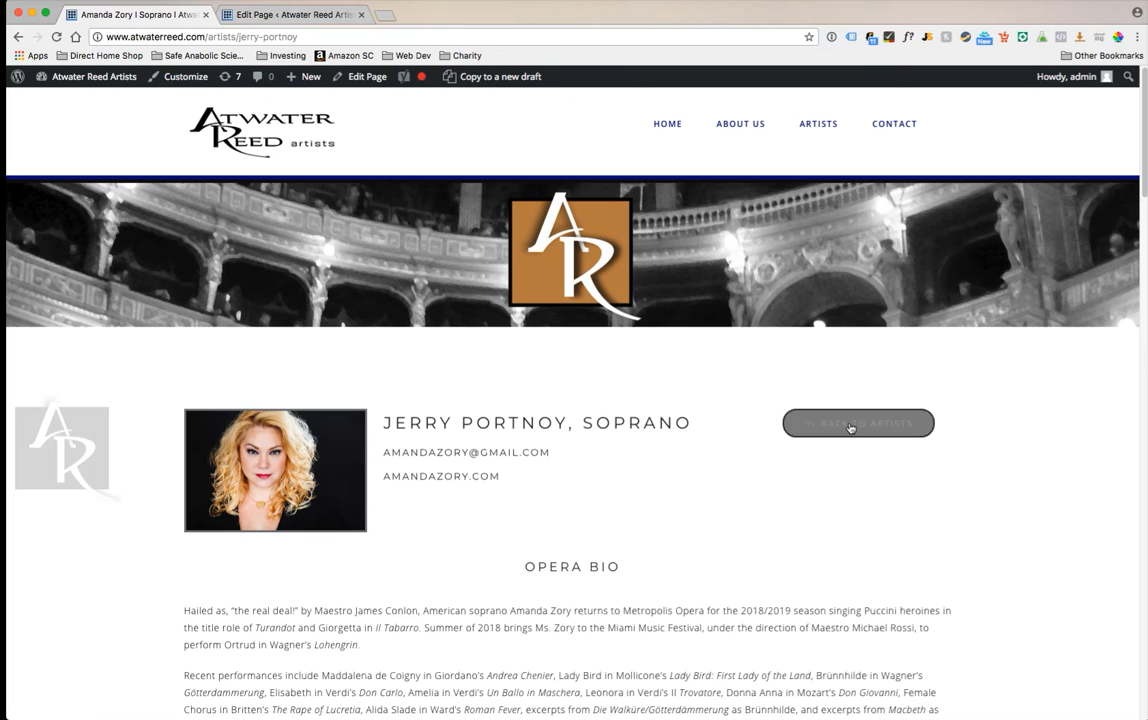 Amanda Zory | Soprano | Atwa
Edit Page ‹ Atwater Reed Artis
www.atwaterreed.com/artists/jerry-portnoy
Apps Direct Home Shop Safe Anabolic Scie... Investing Amazon SC Web Dev Charity Other Bookmarks
Atwater Reed Artists Customize 7 0 New Edit Page Copy to a new draft Howdy, admin
ATWATER
REED artists
HOME ABOUT US ARTISTS CONTACT
AR
AR
JERRY PORTNOY, SOPRANO
BACK TO ARTISTS
AMANDAZORY@GMAIL.COM
AMANDAZORY.COM
OPERA BIO
Hailed as, “the real deal!” by Maestro James Conlon, American soprano Amanda Zory returns to Metropolis Opera for the 2018/2019 season singing Puccini heroines in
the title role of Turandot and Giorgetta in Il Tabarro. Summer of 2018 brings Ms. Zory to the Miami Music Festival, under the direction of Maestro Michael Rossi, to
perform Ortrud in Wagner’s Lohengrin.
Recent performances include Maddalena de Coigny in Giordano’s Andrea Chenier, Lady Bird in Mollicone’s Lady Bird: First Lady of the Land, Brünnhilde in Wagner’s
Götterdammerung, Elisabeth in Verdi’s Don Carlo, Amelia in Verdi’s Un Ballo in Maschera, Leonora in Verdi’s Il Trovatore, Donna Anna in Mozart’s Don Giovanni, Female
Chorus in Britten’s The Rape of Lucretia, Alida Slade in Ward’s Roman Fever, excerpts from Die Walküre/Götterdämmerung as Brünnhilde, and excerpts from Macbeth as